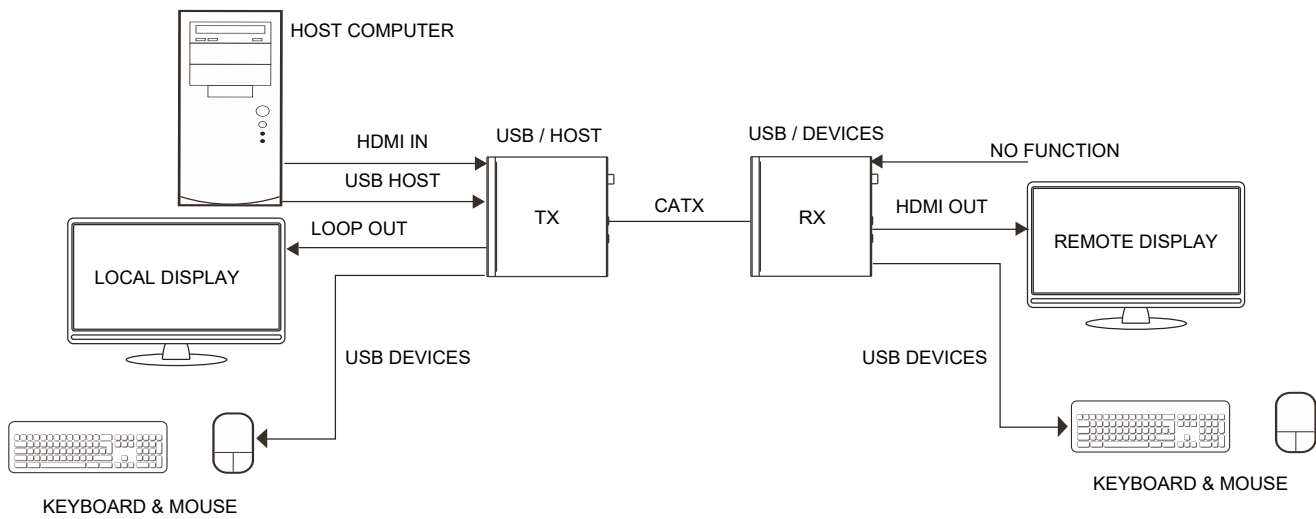 HOST COMPUTER
HDMI IN
USB / HOST
USB / DEVICES
NO FUNCTION
USB HOST
CATX
HDMI OUT
TX
RX
LOOP OUT
REMOTE DISPLAY
LOCAL DISPLAY
USB DEVICES
USB DEVICES
KEYBOARD & MOUSE
KEYBOARD & MOUSE